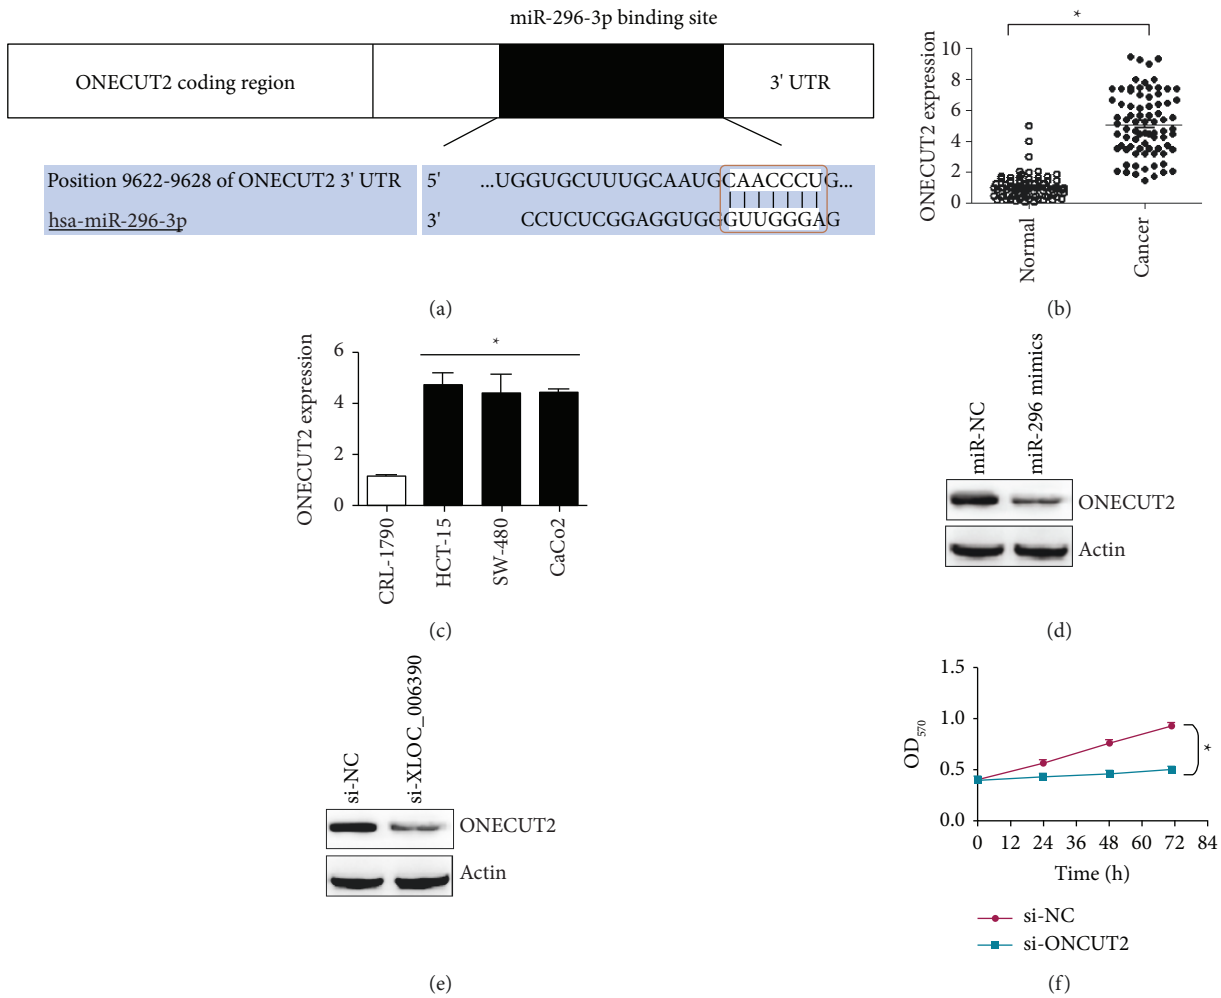 miR-296-3p binding site
ONECUT2 coding region
3' UTR
Position 9622-9628 of ONECUT2 3' UTR
5'
...UGGUGCUUUGCAAUGCAACCCUG...
hsa-miR-296-3p
3'
CCUCUCGGAGGUGGGUUGGGAG
(a)
*
ONECUT2 expression
10
8
6
4
2
0
Normal
Cancer
(b)
*
ONECUT2 expression
6
4
2
0
CRL-1790
HCT-15
SW-480
CaCo2
(c)
miR-NC
miR-296 mimics
ONECUT2
Actin
(d)
si-NC
si-XLOC_006390
ONECUT2
Actin
(e)
OD570
1.5
1.0
0.5
0.0
*
0 12 24 36 48 60 72 84
Time (h)
si-NC
si-ONCUT2
(f)